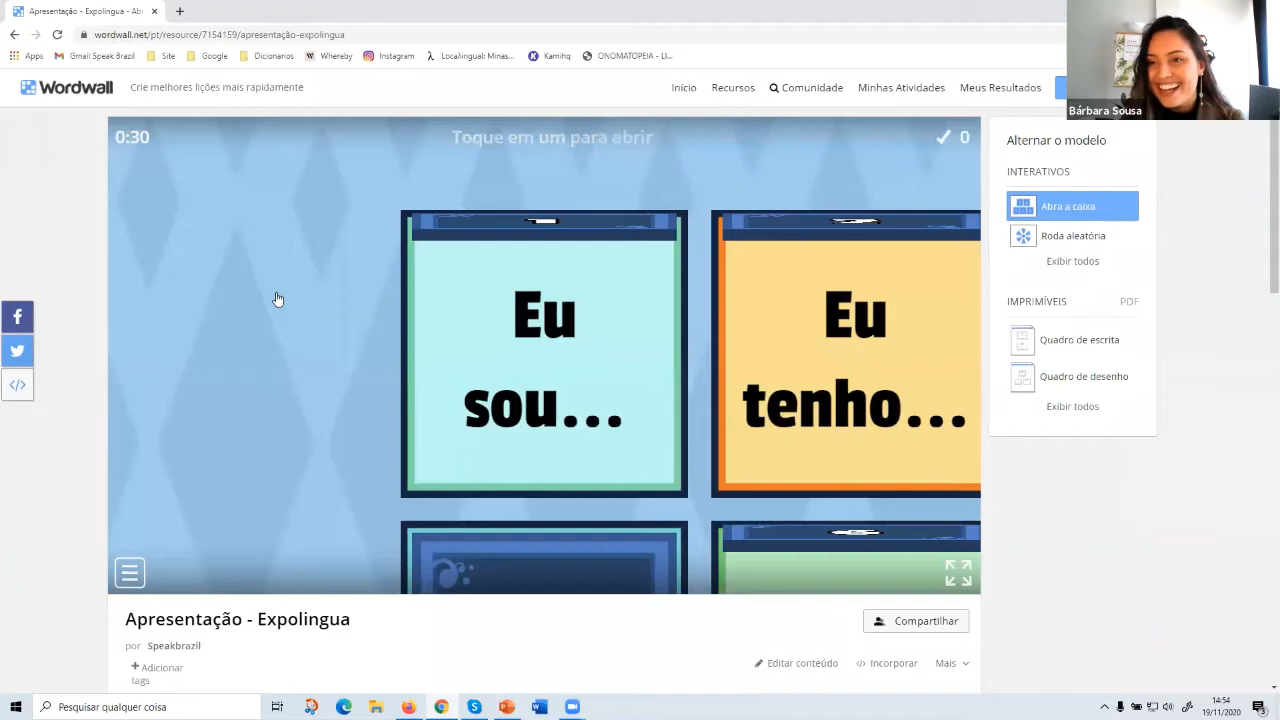 Apresentação - Expolingua - Abr
wordwall.net/pt/resource/7154159/apresentação-expolingua
Apps
Gmail Speak Brazil
Site
Google
Dicionarios
Whereby
Instagram
Loca/ingual: Minas...
Kamihq
ONOMATOPEIA - LI...
Bárbara Sousa
Wordwall
Crie melhores lições mais rapidamente
Início
Recursos
Comunidade
Minhas Atividades
Meus Resultados
0:30
Toque em um para abrir
0
Eu
sou...
Eu
tenho...
Alternar o modelo
INTERATIVOS
Abra a caixa
Roda aleatória
Exibir todos
IMPRIMÍVEIS
PDF
Quadro de escrita
Quadro de desenho
Exibir todos
Apresentação - Expolingua
Compartilhar
por Speakbrazil
Adicionar
tags
Editar conteúdo
Incorporar
Mais
Pesquisar qualquer coisa
14:54
19/11/2020